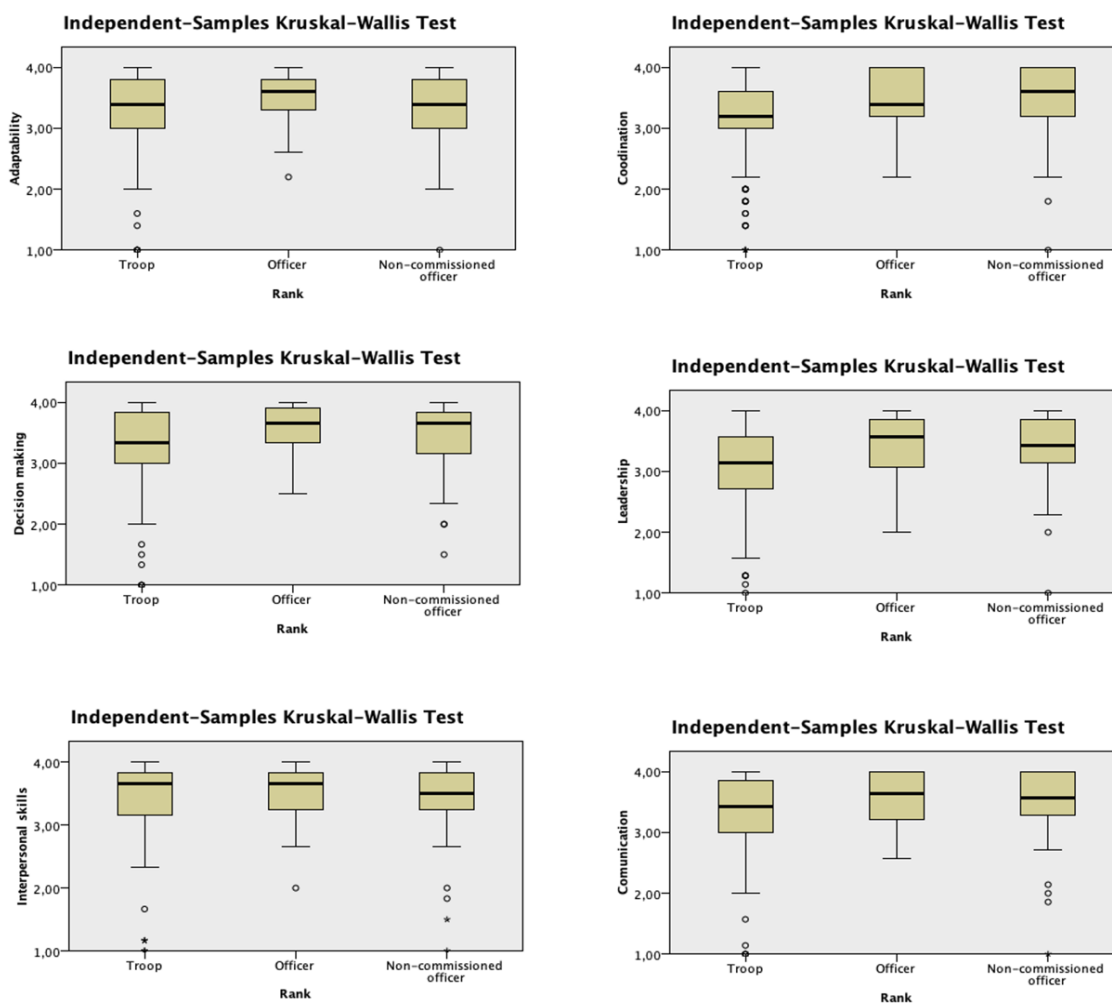 Independent-Samples Kruskal-Wallis Test
Adaptability
4,00
3,00
2,00
1,00
Troop
Officer
Non-commissioned
officer
Rank
Independent-Samples Kruskal-Wallis Test
Coodination
4,00
3,00
2,00
1,00
Troop
Officer
Non-commissioned
officer
Rank
Independent-Samples Kruskal-Wallis Test
Decision making
4,00
3,00
2,00
1,00
Troop
Officer
Non-commissioned
officer
Rank
Independent-Samples Kruskal-Wallis Test
Leadership
4,00
3,00
2,00
1,00
Troop
Officer
Non-commissioned
officer
Rank
Independent-Samples Kruskal-Wallis Test
Interpersonal skills
4,00
3,00
2,00
1,00
Troop
Officer
Non-commissioned
officer
Rank
Independent-Samples Kruskal-Wallis Test
Comunication
4,00
3,00
2,00
1,00
Troop
Officer
Non-commissioned
officer
Rank